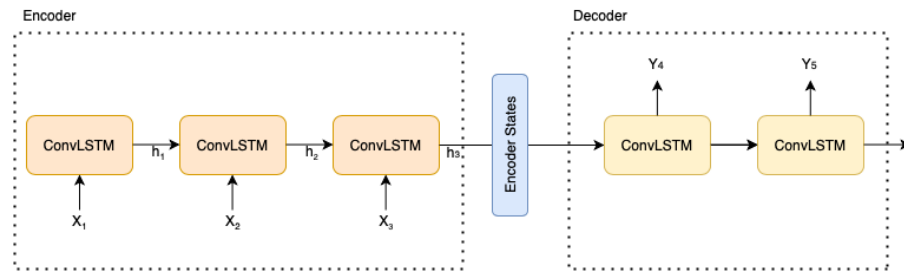 Encoder
Decoder
Y₄
Y₅
ConvLSTM
h₁
ConvLSTM
h₂
ConvLSTM
h₃
Encoder States
ConvLSTM
ConvLSTM
X₁
X₂
X₃